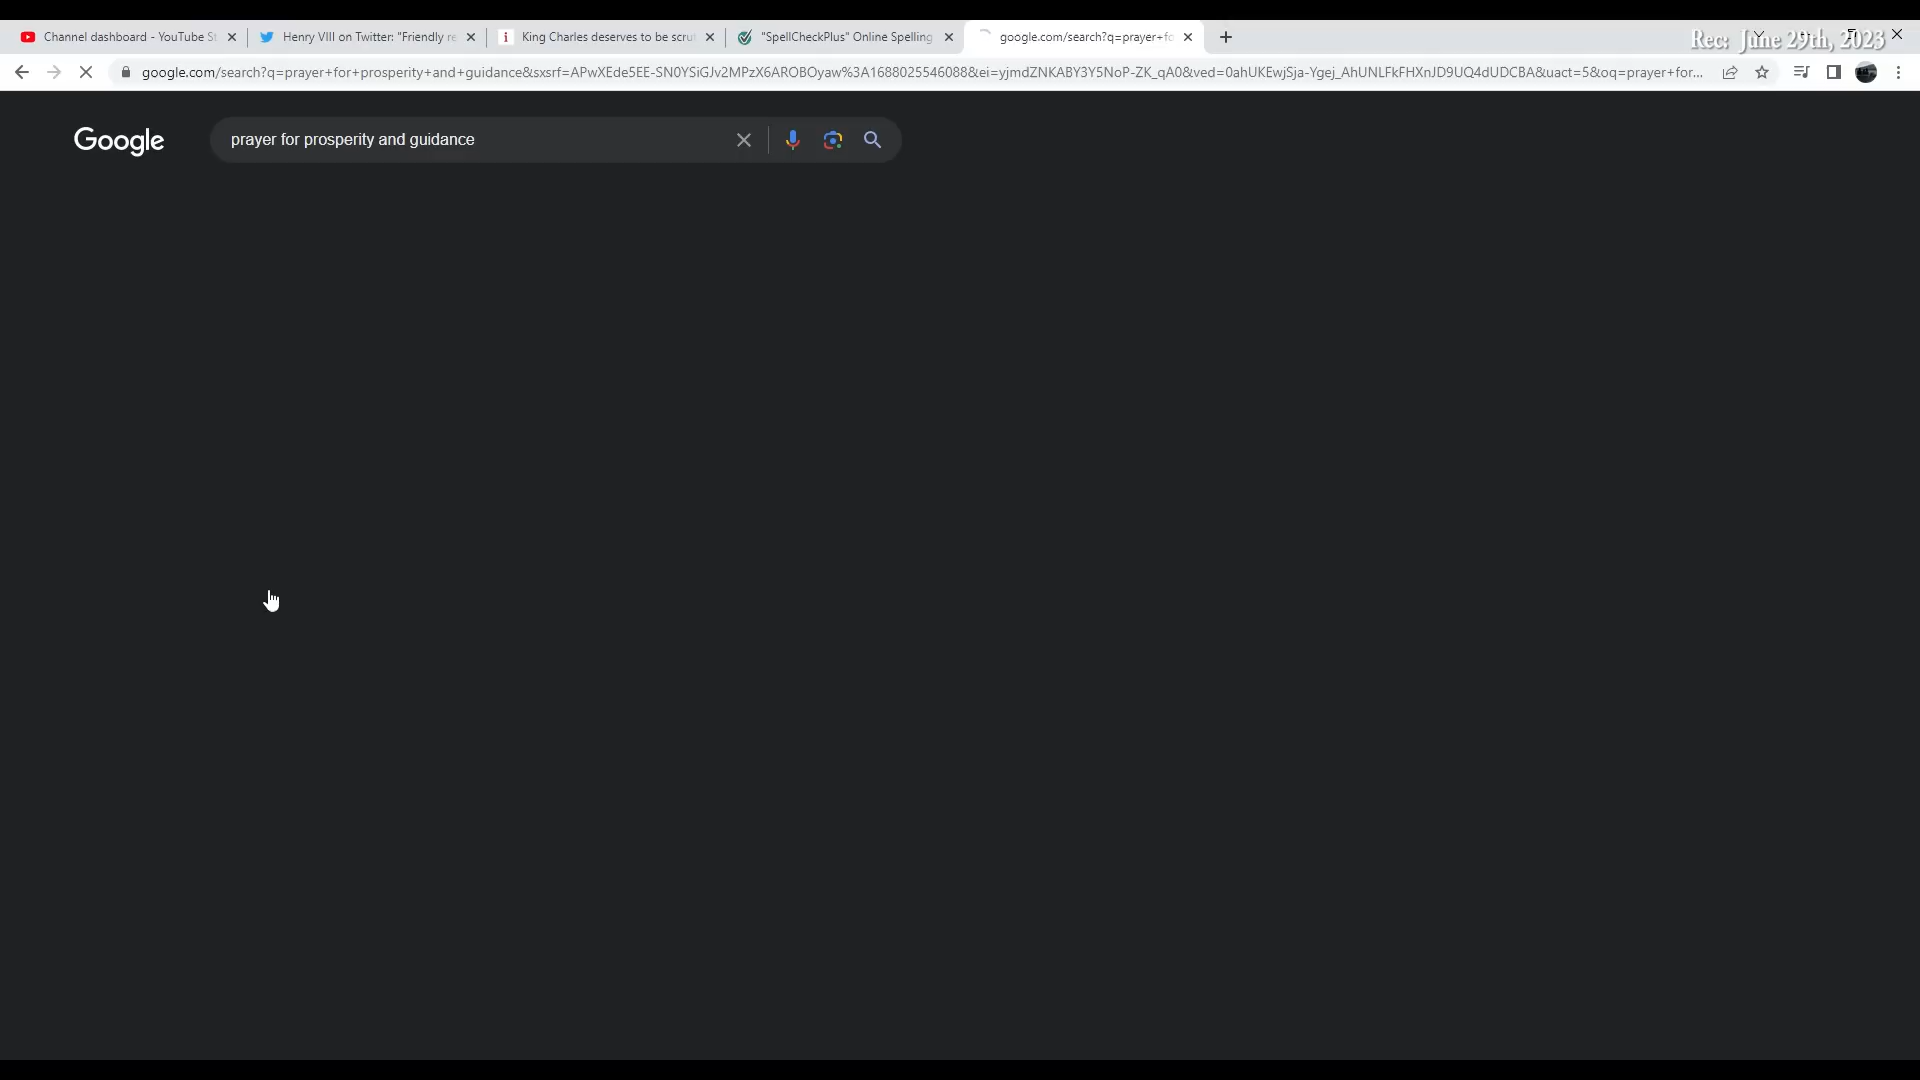 Channel dashboard - YouTube St
Henry VIII on Twitter: "Friendly re
King Charles deserves to be scru
"SpellCheckPlus" Online Spelling
google.com/search?q=prayer+fo
Rec: June 29th, 2023
google.com/search?q=prayer+for+prosperity+and+guidance&sxsrf=APwXEde5EE-SN0YSiGJv2MPzX6AROBOyaw%3A1688025546088&ei=yjmdZNKABY3Y5NoP-ZK_qA0&ved=0ahUKEwjSja-Ygej_AhUNLFkFHXnJD9UQ4dUDCBA&uact=5&oq=prayer+for...
Google
prayer for prosperity and guidance